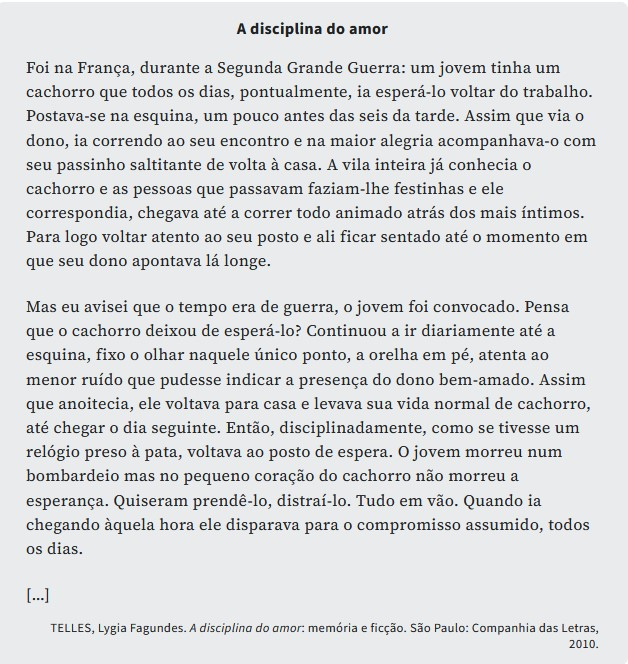 A disciplina do amor
Foi na França, durante a Segunda Grande Guerra: um jovem tinha um
cachorro que todos os dias, pontualmente, ia esperá-lo voltar do trabalho.
Postava-se na esquina, um pouco antes das seis da tarde. Assim que via o
dono, ia correndo ao seu encontro e na maior alegria acompanhava-o com
seu passinho saltitante de volta à casa. A vila inteira já conhecia o
cachorro e as pessoas que passavam faziam-lhe festinhas e ele
correspondia, chegava até a correr todo animado atrás dos mais íntimos.
Para logo voltar atento ao seu posto e ali ficar sentado até o momento em
que seu dono apontava lá longe.
Mas eu avisei que o tempo era de guerra, o jovem foi convocado. Pensa
que o cachorro deixou de esperá-lo? Continuou a ir diariamente até a
esquina, fixo o olhar naquele único ponto, a orelha em pé, atenta ao
menor ruído que pudesse indicar a presença do dono bem-amado. Assim
que anoitecia, ele voltava para casa e levava sua vida normal de cachorro,
até chegar o dia seguinte. Então, disciplinadamente, como se tivesse um
relógio preso à pata, voltava ao posto de espera. O jovem morreu num
bombardeio mas no pequeno coração do cachorro não morreu a
esperança. Quiseram prendê-lo, distraí-lo. Tudo em vão. Quando ia
chegando àquela hora ele disparava para o compromisso assumido, todos
os dias.
[...]
TELLES, Lygia Fagundes. A disciplina do amor: memória e ficção. São Paulo: Companhia das Letras,
2010.